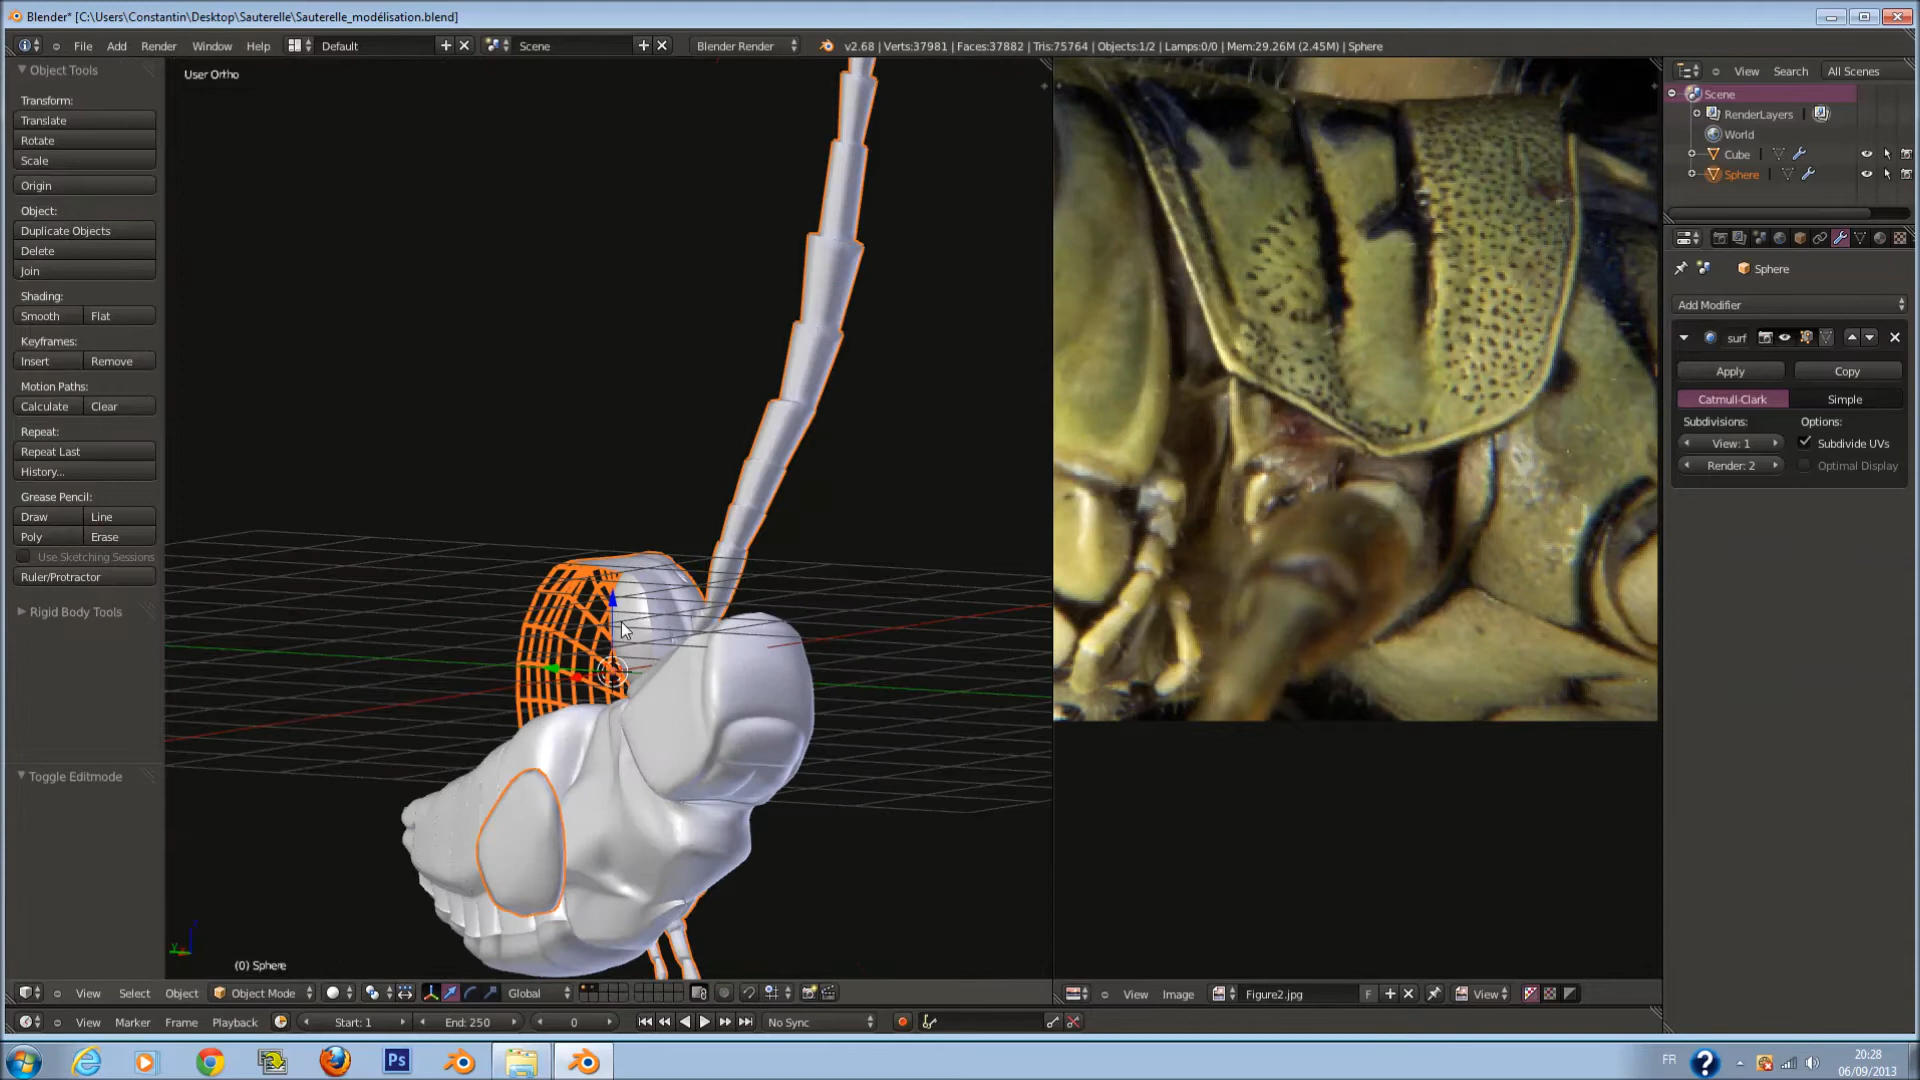 Blender* [C:\Users\Constantin\Desktop\Sauterelle\Sauterelle_modélisation.blend]
File Add Render Window Help Default Scene Blender Render v2.68 | Verts:37981 | Faces:37882 | Tris:75764 | Objects:1/2 | Lamps:0/0 | Mem:29.26M (2.45M) | Sphere
Object Tools
Transform:
Translate
Rotate
Scale
Origin
Object:
Duplicate Objects
Delete
Join
Shading:
Smooth Flat
Keyframes:
Insert Remove
Motion Paths:
Calculate Clear
Repeat:
Repeat Last
History...
Grease Pencil:
Draw Line
Poly Erase
Use Sketching Sessions
Ruler/Protractor
Rigid Body Tools
Toggle Editmode
User Ortho
(0) Sphere
View Search All Scenes
Scene
RenderLayers
World
Cube
Sphere
Sphere
Add Modifier
surf
Apply Copy
Catmull-Clark Simple
Subdivisions: Options:
View: 1 Subdivide UVs
Render: 2 Optimal Display
View Select Object Object Mode Global
View Image Figure2.jpg F View
View Marker Frame Playback Start: 1 End: 250 0 No Sync
Ps
FR
20:28
06/09/2013